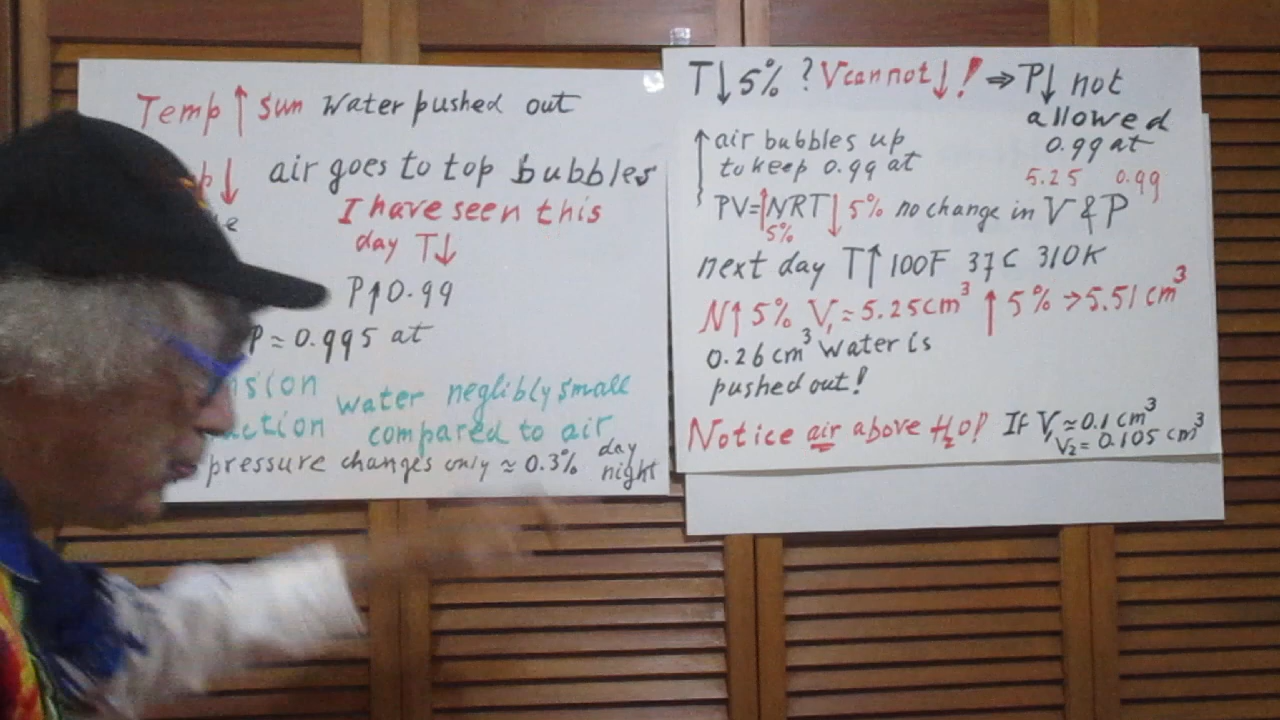 Temp ↑ sun Water pushed out
↓ air goes to top bubbles
I have seen this
day T↓
P↑0.99
P ≈ 0.995 at
water neglibly small
compared to air
pressure changes only ≈ 0.3% day
night
T↓ 5% ? V cannot ↓ ! ⇒ P↓ not
allowed
↑ air bubbles up 0.99 at
to keep 0.99 at
5.25 0.99
PV=↑NRT↓ 5% no change in V & P
5%
next day T↑ 100F 37C 310K
N↑ 5% V₁ = 5.25cm³ ↑ 5% → 5.51 cm³
0.26 cm³ water is
pushed out!
Notice air above H₂O! If V₁ ≈ 0.1 cm³
V₂ = 0.105 cm³